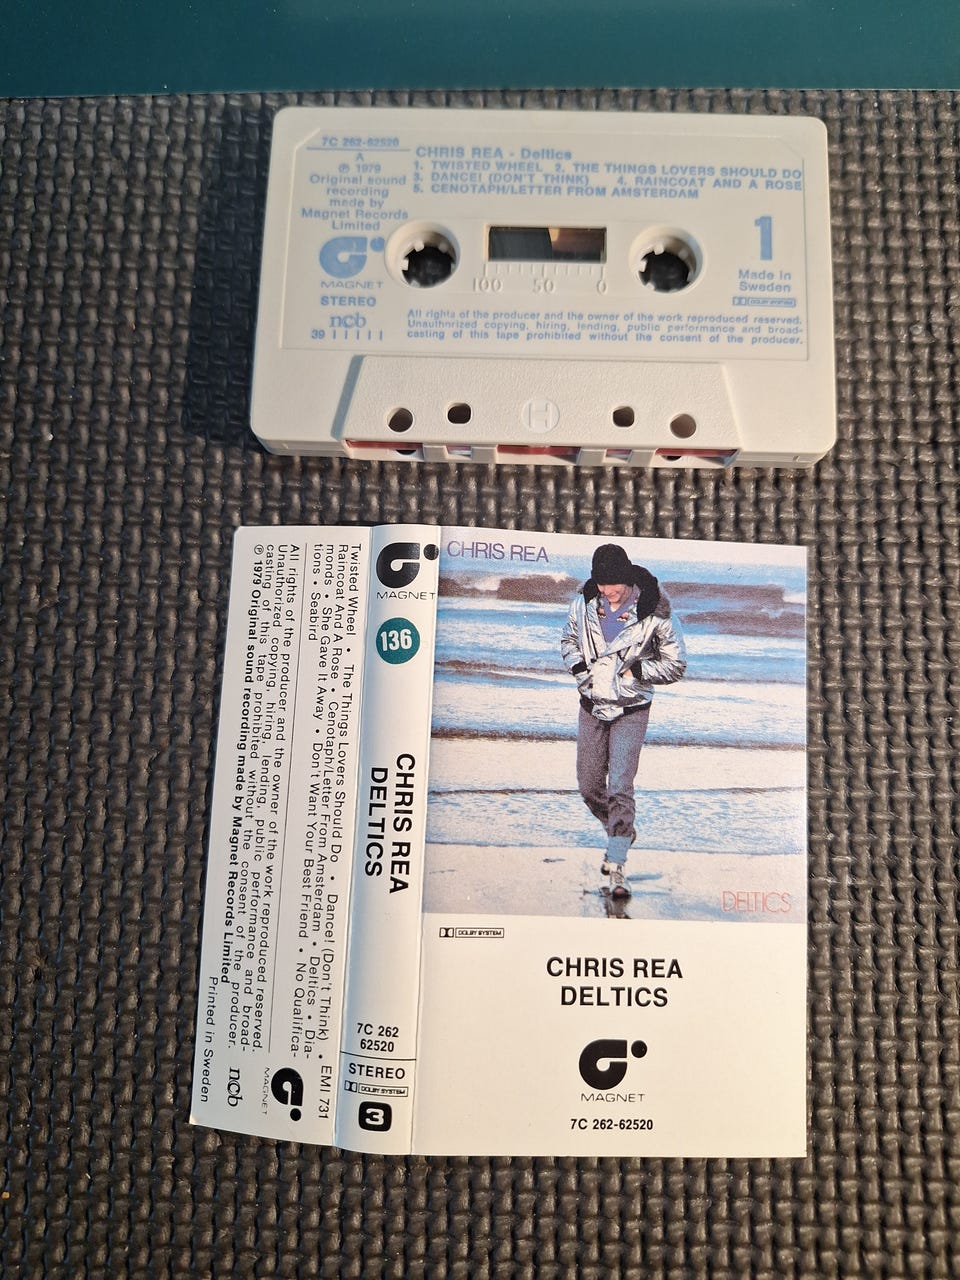 7C 262-62520
A
℗ 1979
Original sound
recording
made by
Magnet Records
Limited
MAGNET
STEREO
ncb
39 1 1 1 1 1
CHRIS REA - Deltics
1. TWISTED WHEEL 2. THE THINGS LOVERS SHOULD DO
3. DANCE! (DON'T THINK) 4. RAINCOAT AND A ROSE
5. CENOTAPH/LETTER FROM AMSTERDAM
100 50 0
1
Made in
Sweden
DOLBY SYSTEM
All rights of the producer and the owner of the work reproduced reserved.
Unauthorized copying, hiring, lending, public performance and broad-
casting of this tape prohibited without the consent of the producer.
H
CHRIS REA
DELTICS
DOLBY SYSTEM
CHRIS REA
DELTICS
MAGNET
7C 262-62520
MAGNET
136
CHRIS REA
DELTICS
7C 262
62520
STEREO
DOLBY SYSTEM
3
Twisted Wheel • The Things Lovers Should Do • Dance! (Don't Think) •
Raincoat And A Rose • Cenotaph/Letter From Amsterdam • Deltics • Dia-
monds • She Gave It Away • Don't Want Your Best Friend • No Qualifica-
tions • Seabird
EMI 731
All rights of the producer and the owner of the work reproduced reserved.
Unauthorized copying, hiring, lending, public performance and broad-
casting of this tape prohibited without the consent of the producer.
℗ 1979 Original sound recording made by Magnet Records Limited
MAGNET
ncb
Printed in Sweden